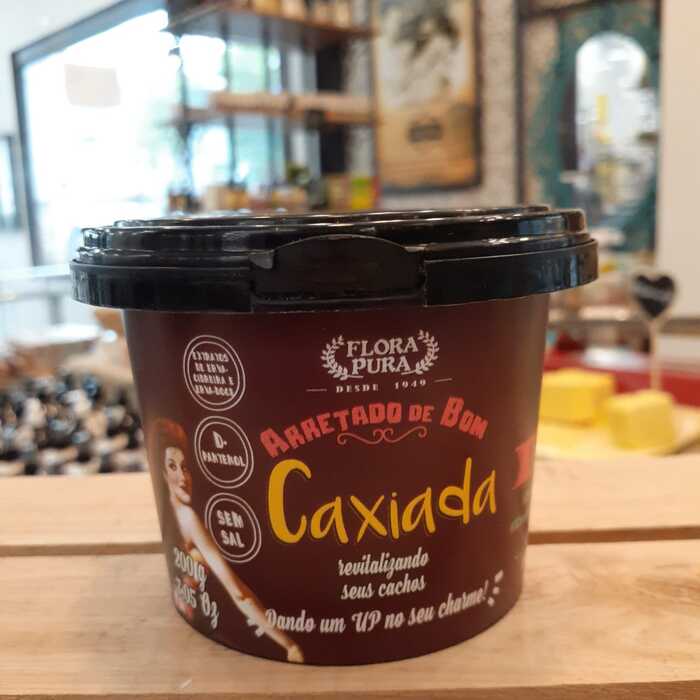 FLORA
PURA
DESDE 1949
ARRETADO DE BOM
Caxiada
revitalizando
seus cachos
Dando um UP no seu charme!
EXTRATOS
DE ERVA-
CIDREIRA E
ERVA-DOCE
D-
PANTENOL
SEM
SAL
200g
7.05 Oz